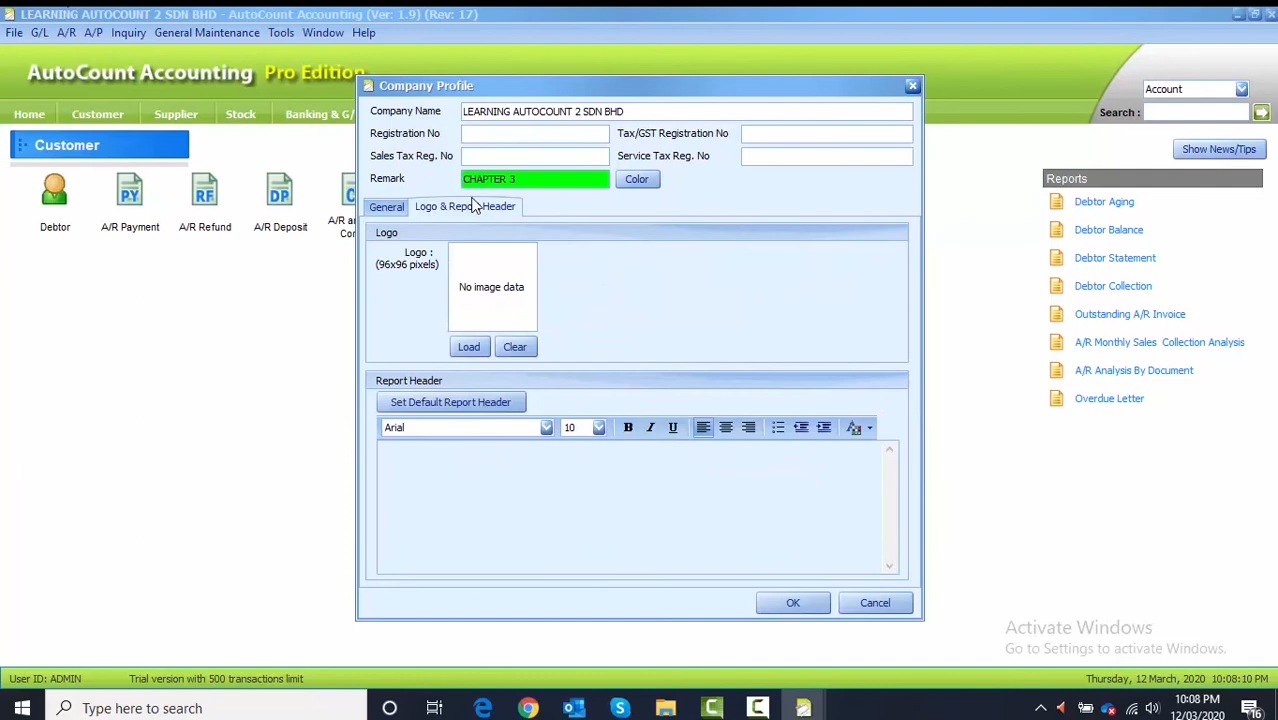 LEARNING AUTOCOUNT 2 SDN BHD - AutoCount Accounting (Ver: 1.9) (Rev: 17)
File G/L A/R A/P Inquiry General Maintenance Tools Window Help
AutoCount Accounting Pro Edition
Account
Home Customer Supplier Stock Banking & G/
Search :
Customer
Show News/Tips
Debtor
A/R Payment
A/R Refund
A/R Deposit
Company Profile
Company Name LEARNING AUTOCOUNT 2 SDN BHD
Registration No Tax/GST Registration No
Sales Tax Reg. No Service Tax Reg. No
Remark CHAPTER 3 Color
General Logo & Report Header
Logo
Logo :
(96x96 pixels)
No image data
Load Clear
Report Header
Set Default Report Header
Arial 10 B I U
OK Cancel
Reports
Debtor Aging
Debtor Balance
Debtor Statement
Debtor Collection
Outstanding A/R Invoice
A/R Monthly Sales Collection Analysis
A/R Analysis By Document
Overdue Letter
Activate Windows
Go to Settings to activate Windows.
User ID: ADMIN Trial version with 500 transactions limit Thursday, 12 March, 2020 10:08:10 PM
Type here to search
10:08 PM
12/03/2020
16